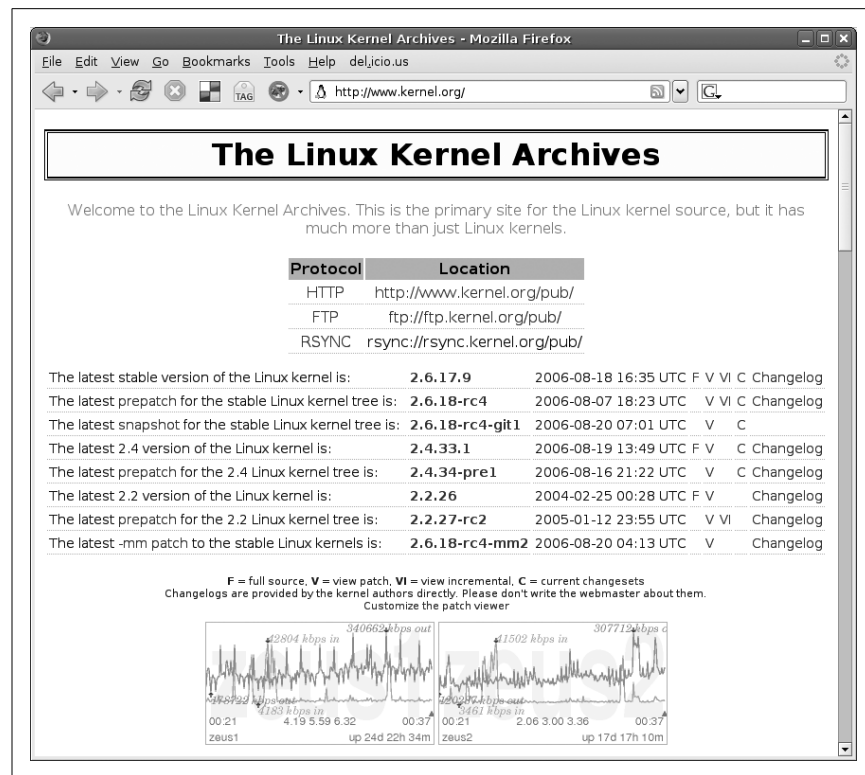 The Linux Kernel Archives - Mozilla Firefox
File Edit View Go Bookmarks Tools Help del.icio.us
TAG http://www.kernel.org/ G
The Linux Kernel Archives
Welcome to the Linux Kernel Archives. This is the primary site for the Linux kernel source, but it has
much more than just Linux kernels.
Protocol Location
HTTP http://www.kernel.org/pub/
FTP ftp://ftp.kernel.org/pub/
RSYNC rsync://rsync.kernel.org/pub/
The latest stable version of the Linux kernel is: 2.6.17.9 2006-08-18 16:35 UTC F V VI C Changelog
The latest prepatch for the stable Linux kernel tree is: 2.6.18-rc4 2006-08-07 18:23 UTC V VI C Changelog
The latest snapshot for the stable Linux kernel tree is: 2.6.18-rc4-git1 2006-08-20 07:01 UTC V C
The latest 2.4 version of the Linux kernel is: 2.4.33.1 2006-08-19 13:49 UTC F V C Changelog
The latest prepatch for the 2.4 Linux kernel tree is: 2.4.34-pre1 2006-08-16 21:22 UTC V C Changelog
The latest 2.2 version of the Linux kernel is: 2.2.26 2004-02-25 00:28 UTC F V Changelog
The latest prepatch for the 2.2 Linux kernel tree is: 2.2.27-rc2 2005-01-12 23:55 UTC V VI Changelog
The latest -mm patch to the stable Linux kernels is: 2.6.18-rc4-mm2 2006-08-20 04:13 UTC V Changelog
F = full source, V = view patch, VI = view incremental, C = current changesets
Changelogs are provided by the kernel authors directly. Please don't write the webmaster about them.
Customize the patch viewer
340662 kbps out
42804 kbps in
zeus1
178722 kbps out
4183 kbps in
00:21 4.19 5.59 6.32 00:37
zeus1 up 24d 22h 34m
307712 kbps o
41502 kbps in
zeus2
kbps out
3461 kbps in
00:21 2.06 3.00 3.36 00:37
zeus2 up 17d 17h 10m